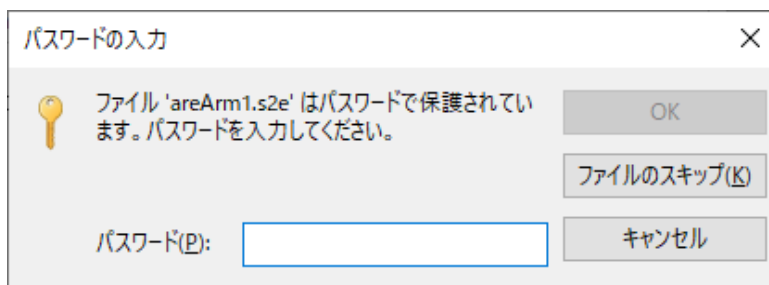 パスワードの入力
ファイル 'areArm1.s2e' はパスワードで保護されてい
ます。パスワードを入力してください。
OK
ファイルのスキップ(K)
パスワード(P):
キャンセル